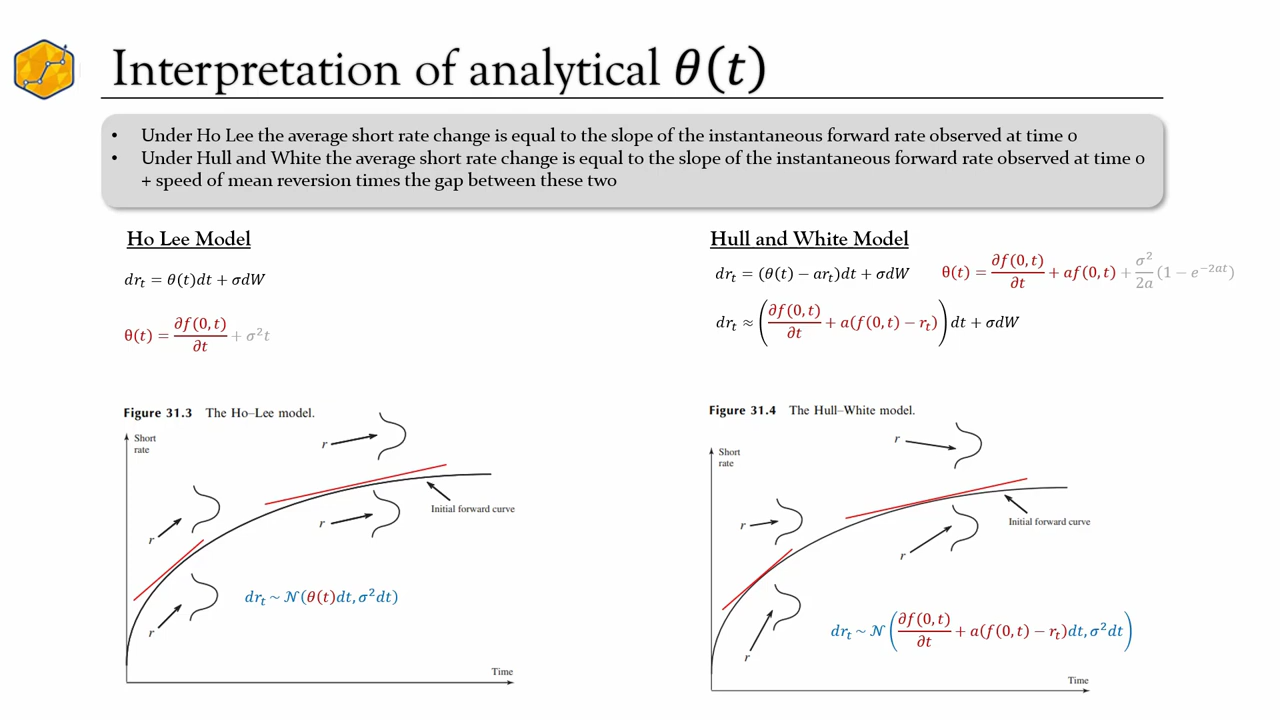 Interpretation of analytical θ(t)
• Under Ho Lee the average short rate change is equal to the slope of the instantaneous forward rate observed at time 0
• Under Hull and White the average short rate change is equal to the slope of the instantaneous forward rate observed at time 0
+ speed of mean reversion times the gap between these two
Ho Lee Model
dr_t = θ(t)dt + σdW
θ(t) = ∂f(0,t)/∂t + σ²t
Figure 31.3 The Ho–Lee model.
Short
rate
r
r
Initial forward curve
r
r
dr_t ~ N(θ(t)dt, σ²dt)
Time
Hull and White Model
dr_t = (θ(t) − ar_t)dt + σdW
θ(t) = ∂f(0,t)/∂t + af(0,t) + σ²/2a (1 − e^{−2at})
dr_t ≈ (∂f(0,t)/∂t + a(f(0,t) − r_t))dt + σdW
Figure 31.4 The Hull–White model.
Short
rate
r
r
Initial forward curve
r
r
dr_t ~ N(∂f(0,t)/∂t + a(f(0,t) − r_t)dt, σ²dt)
Time